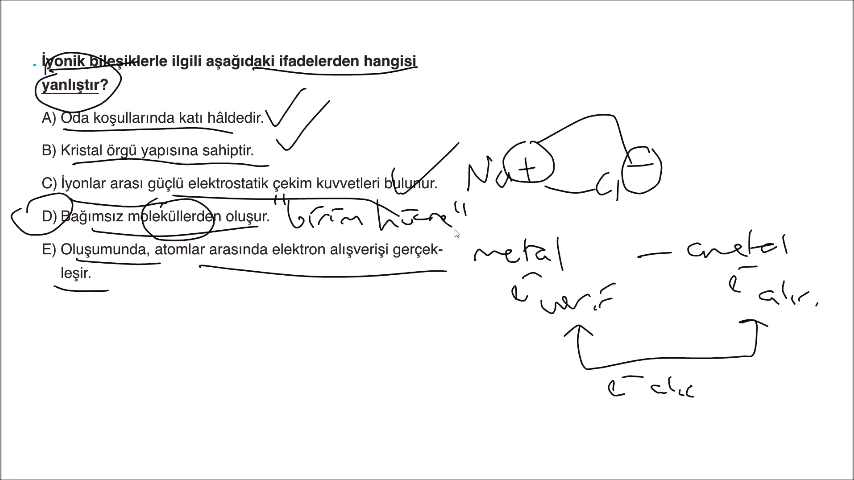 İyonik bileşiklerle ilgili aşağıdaki ifadelerden hangisi
yanlıştır?
A) Oda koşullarında katı hâldedir.
B) Kristal örgü yapısına sahiptir.
C) İyonlar arası güçlü elektrostatik çekim kuvvetleri bulunur.
D) Bağımsız moleküllerden oluşur.
"birim hücre"
E) Oluşumunda, atomlar arasında elektron alışverişi gerçek-
leşir.
Na + Cl −
metal — ametal
e⁻ verir e⁻ alır.
e⁻